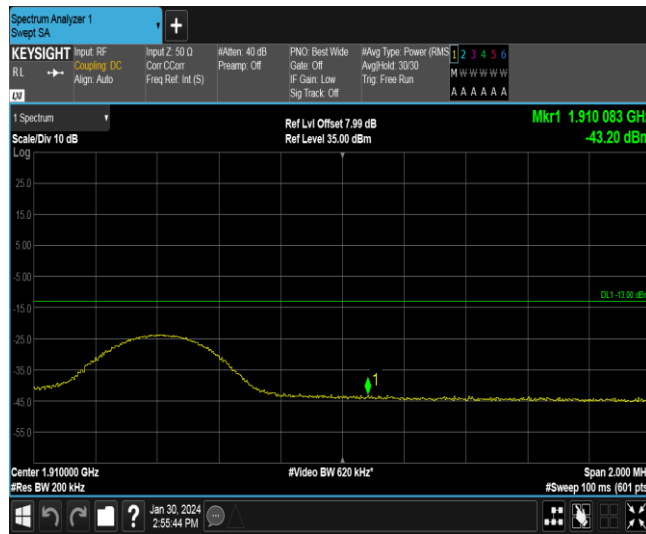 Spectrum Analyzer 1
Swept SA
KEYSIGHT
RL
LXI
Input: RF
Coupling: DC
Align: Auto
Input Z: 50 Ω
Corr CCorr
Freq Ref: Int (S)
#Atten: 40 dB
Preamp: Off
PNO: Best Wide
Gate: Off
IF Gain: Low
Sig Track: Off
#Avg Type: Power (RMS
Avg|Hold: 30/30
Trig: Free Run
1 2 3 4 5 6
M W W W W W
A A A A A A
1 Spectrum
Scale/Div 10 dB
Log
Ref Lvl Offset 7.99 dB
Ref Level 35.00 dBm
Mkr1 1.910 083 GHz
-43.20 dBm
25.0
15.0
5.00
-5.00
DL1 -13.00 dBm
-15.0
-25.0
-35.0
1
-45.0
-55.0
Center 1.910000 GHz
#Res BW 200 kHz
#Video BW 620 kHz*
Span 2.000 MH
#Sweep 100 ms (601 pts
?
Jan 30, 2024
2:55:44 PM